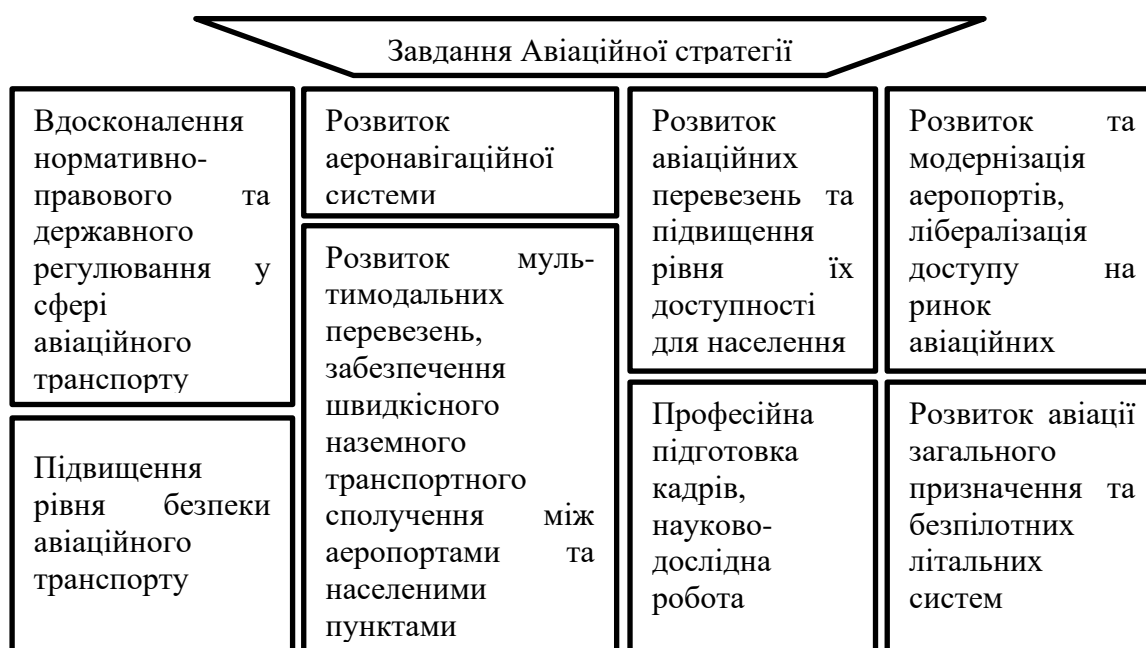 Завдання Авіаційної стратегії
Вдосконалення
нормативно-
правового та
державного
регулювання у
сфері
авіаційного
транспорту
Підвищення
рівня безпеки
авіаційного
транспорту
Розвиток
аеронавігаційної
системи
Розвиток муль-
тимодальних
перевезень,
забезпечення
швидкісного
наземного
транспортного
сполучення між
аеропортами та
населеними
пунктами
Розвиток
авіаційних
перевезень та
підвищення
рівня їх
доступності
для населення
Професійна
підготовка
кадрів,
науково-
дослідна
робота
Розвиток та
модернізація
аеропортів,
лібералізація
доступу на
ринок
авіаційних
Розвиток авіації
загального
призначення та
безпілотних
літальних
систем